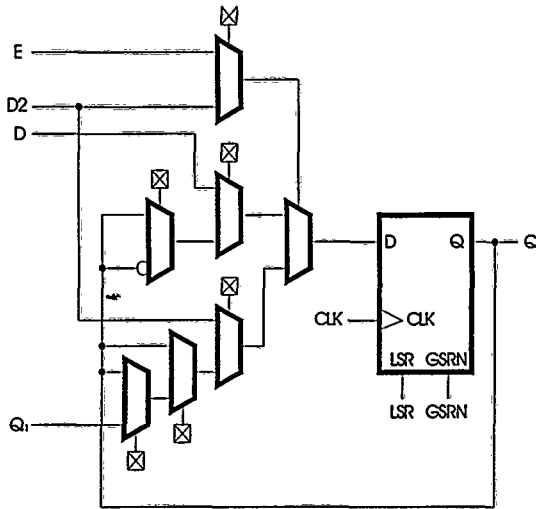 E
D2
D
D Q Q
CLK CLK
LSR GSRN
LSR GSRN
Q₁